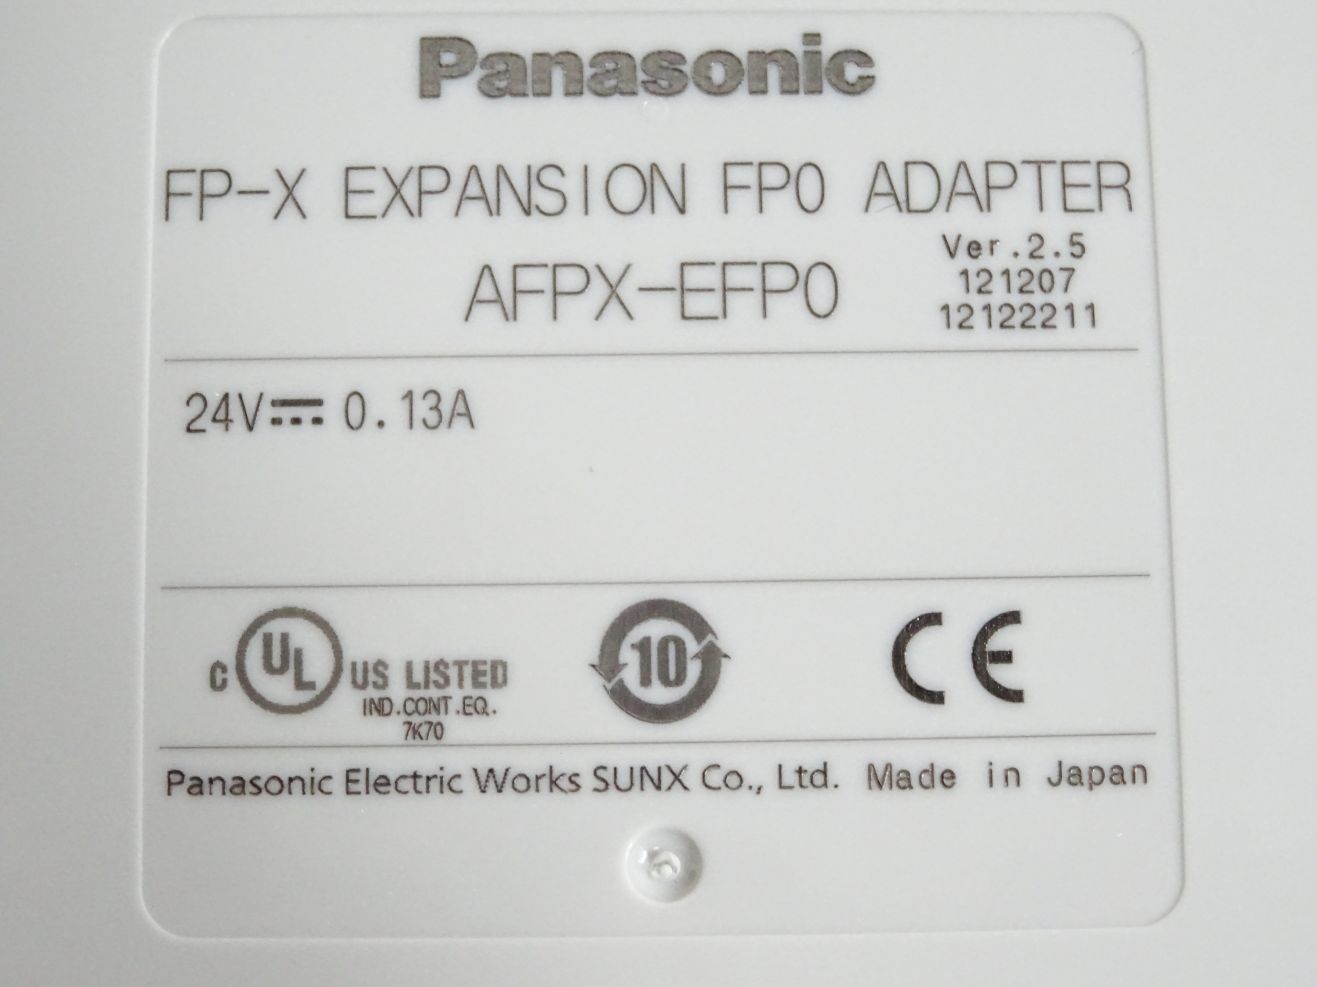 Panasonic
FP-X EXPANSION FP0 ADAPTER
AFPX-EFP0
Ver.2.5
121207
12122211
24V⎓0.13A
C UL US LISTED
IND.CONT.EQ.
7K70
10
CE
Panasonic Electric Works SUNX Co., Ltd. Made in Japan